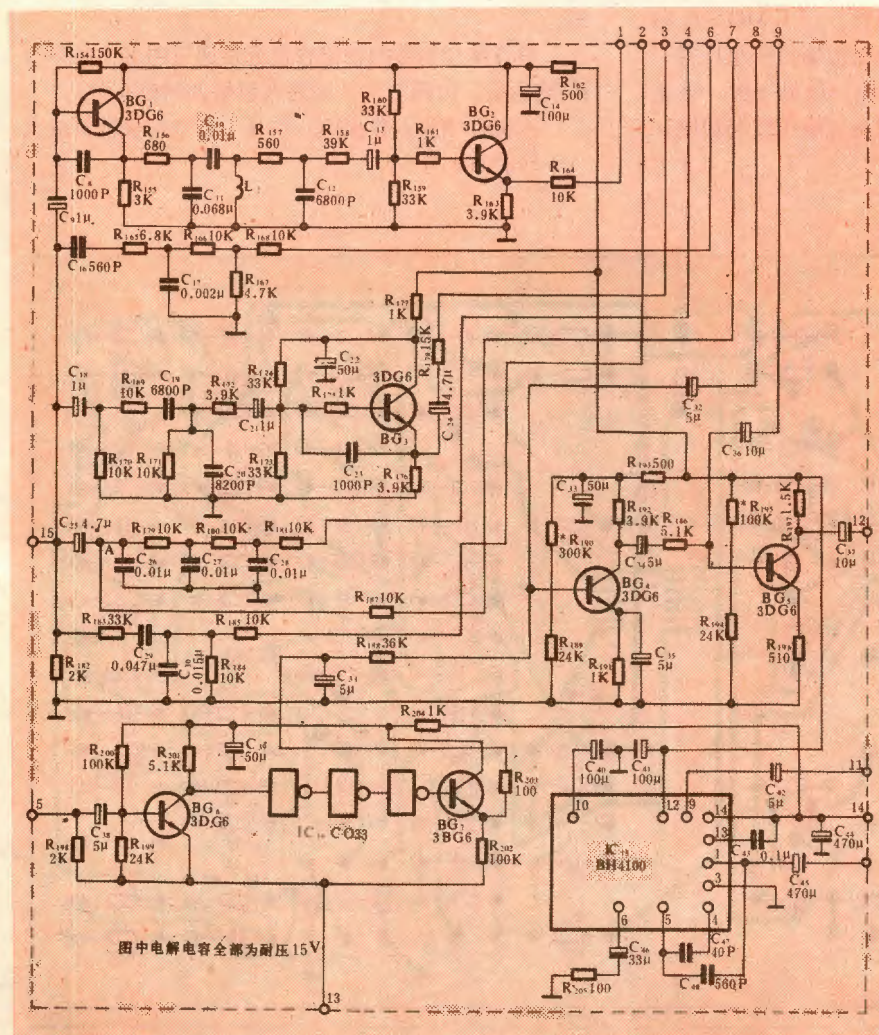 1 2 3 4 6 7 8 9
R154 150K
BG1
3DG6
R156
680
C10
0.01μ
R157
560
R158
39K
C13
1μ
R160
33K
R161
1K
BG2
3DG6
C14
100μ
R162
500
C8
1000P
R155
3K
C11
0.068μ
C12
6800P
R159
33K
R163
3.9K
R164
10K
C9 1μ
R165 6.8K
R166 10K
R168 10K
C16 560P
C17
0.002μ
R167
4.7K
R177
1K
15K
C22
50μ
33K
C18
1μ
R169
10K
C19
6800P
3.9K
C21 1μ
1K
3DG6
BG3
C24 4.7μ
C32
5μ
C36 10μ
R170
10K
R171
10K
C20
8200P
33K
C23
1000P
R176
3.9K
C33
50μ
R193 500
15
C25 4.7μ
A
R179 10K
R180 10K
R181 10K
C26
0.01μ
C27
0.01μ
C28
0.01μ
*R190
300K
R192
3.9K
R186
5.1K
*R195
100K
R197 1.5K
12
C37
10μ
C34 5μ
BG4
3DG6
BG5
3DG6
R187 10K
R183 33K
R185 10K
R182
2K
C29
0.047μ
C30
0.015μ
R184
10K
R188 36K
C31
5μ
R189
24K
R191
1K
C35
5μ
R194
24K
510
R204 1K
R200
100K
R201
5.1K
50μ
R203
100
C40
100μ
C41
100μ
C42
5μ
11
5
C38
5μ
BG6
3DG6
CO33
BG7
3BG6
10
12
9
14
14
2K
R199
24K
R202
100K
13
C43
0.1μ
C44
470μ
BH4100
1
3
C45
470μ
6
5
4
C46
33μ
C47
40P
C48
560P
R205 100
图中电解电容全部为耐压15V
13